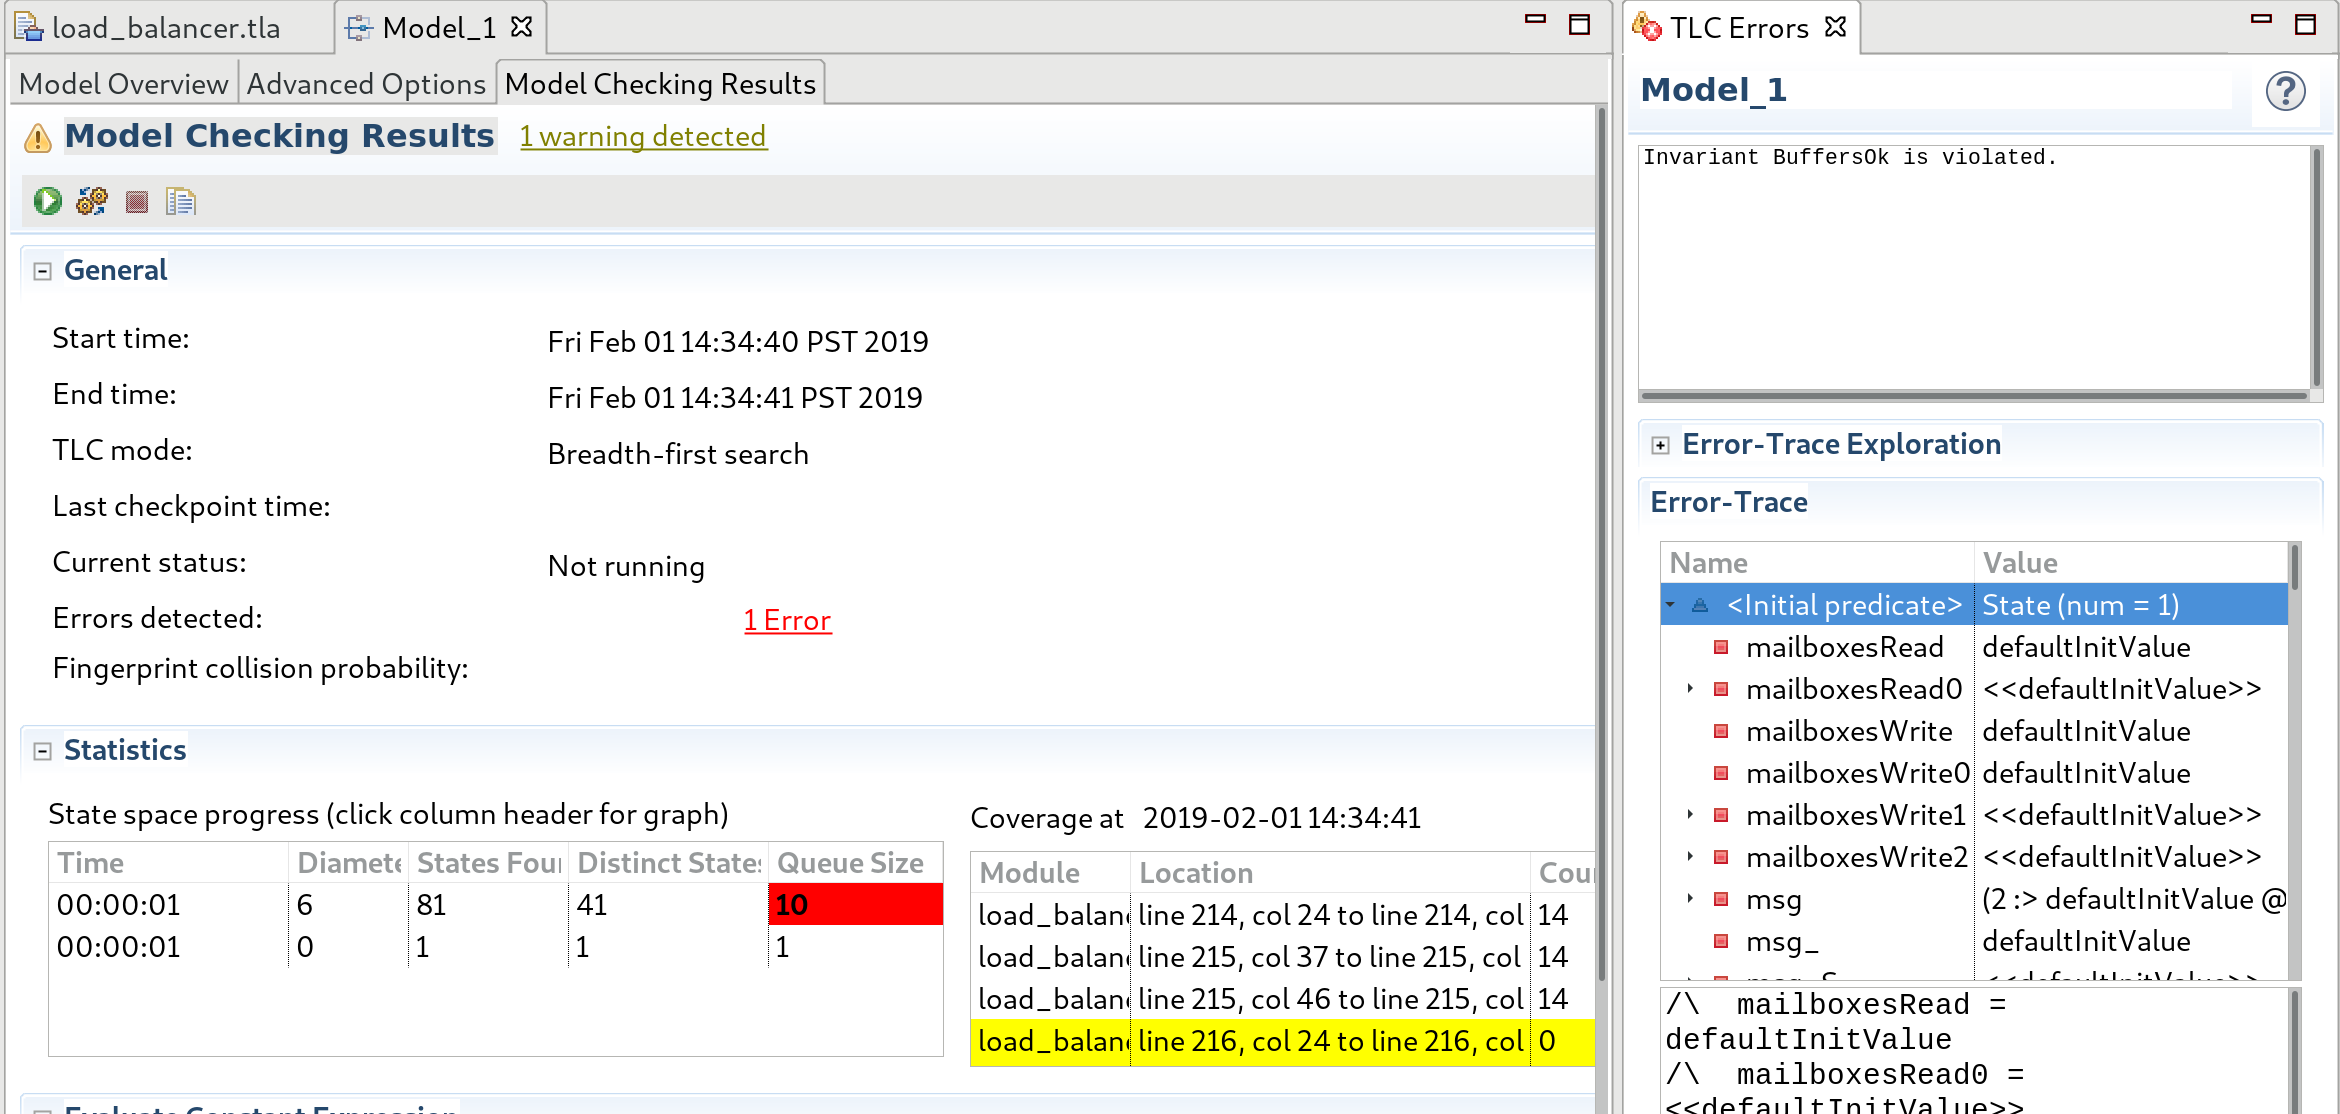 load_balancer.tla
Model_1
Model Overview
Advanced Options
Model Checking Results
Model Checking Results
1 warning detected
General
Start time:
Fri Feb 01 14:34:40 PST 2019
End time:
Fri Feb 01 14:34:41 PST 2019
TLC mode:
Breadth-first search
Last checkpoint time:
Current status:
Not running
Errors detected:
1 Error
Fingerprint collision probability:
Statistics
State space progress (click column header for graph)
Time Diamete States Four Distinct States Queue Size
00:00:01 6 81 41 10
00:00:01 0 1 1 1
Coverage at 2019-02-01 14:34:41
Module Location Cou
load_balan line 214, col 24 to line 214, col 14
load_balan line 215, col 37 to line 215, col 14
load_balan line 215, col 46 to line 215, col 14
load_balan line 216, col 24 to line 216, col 0
Evaluate Constant Expression
TLC Errors
Model_1
Invariant BuffersOk is violated.
Error-Trace Exploration
Error-Trace
Name Value
<Initial predicate> State (num = 1)
mailboxesRead defaultInitValue
mailboxesRead0 <<defaultInitValue>>
mailboxesWrite defaultInitValue
mailboxesWrite0 defaultInitValue
mailboxesWrite1 <<defaultInitValue>>
mailboxesWrite2 <<defaultInitValue>>
msg (2 :> defaultInitValue @
msg_ defaultInitValue
<<defaultInitValue>>
/\ mailboxesRead =
defaultInitValue
/\ mailboxesRead0 =
<<defaultInitValue>>